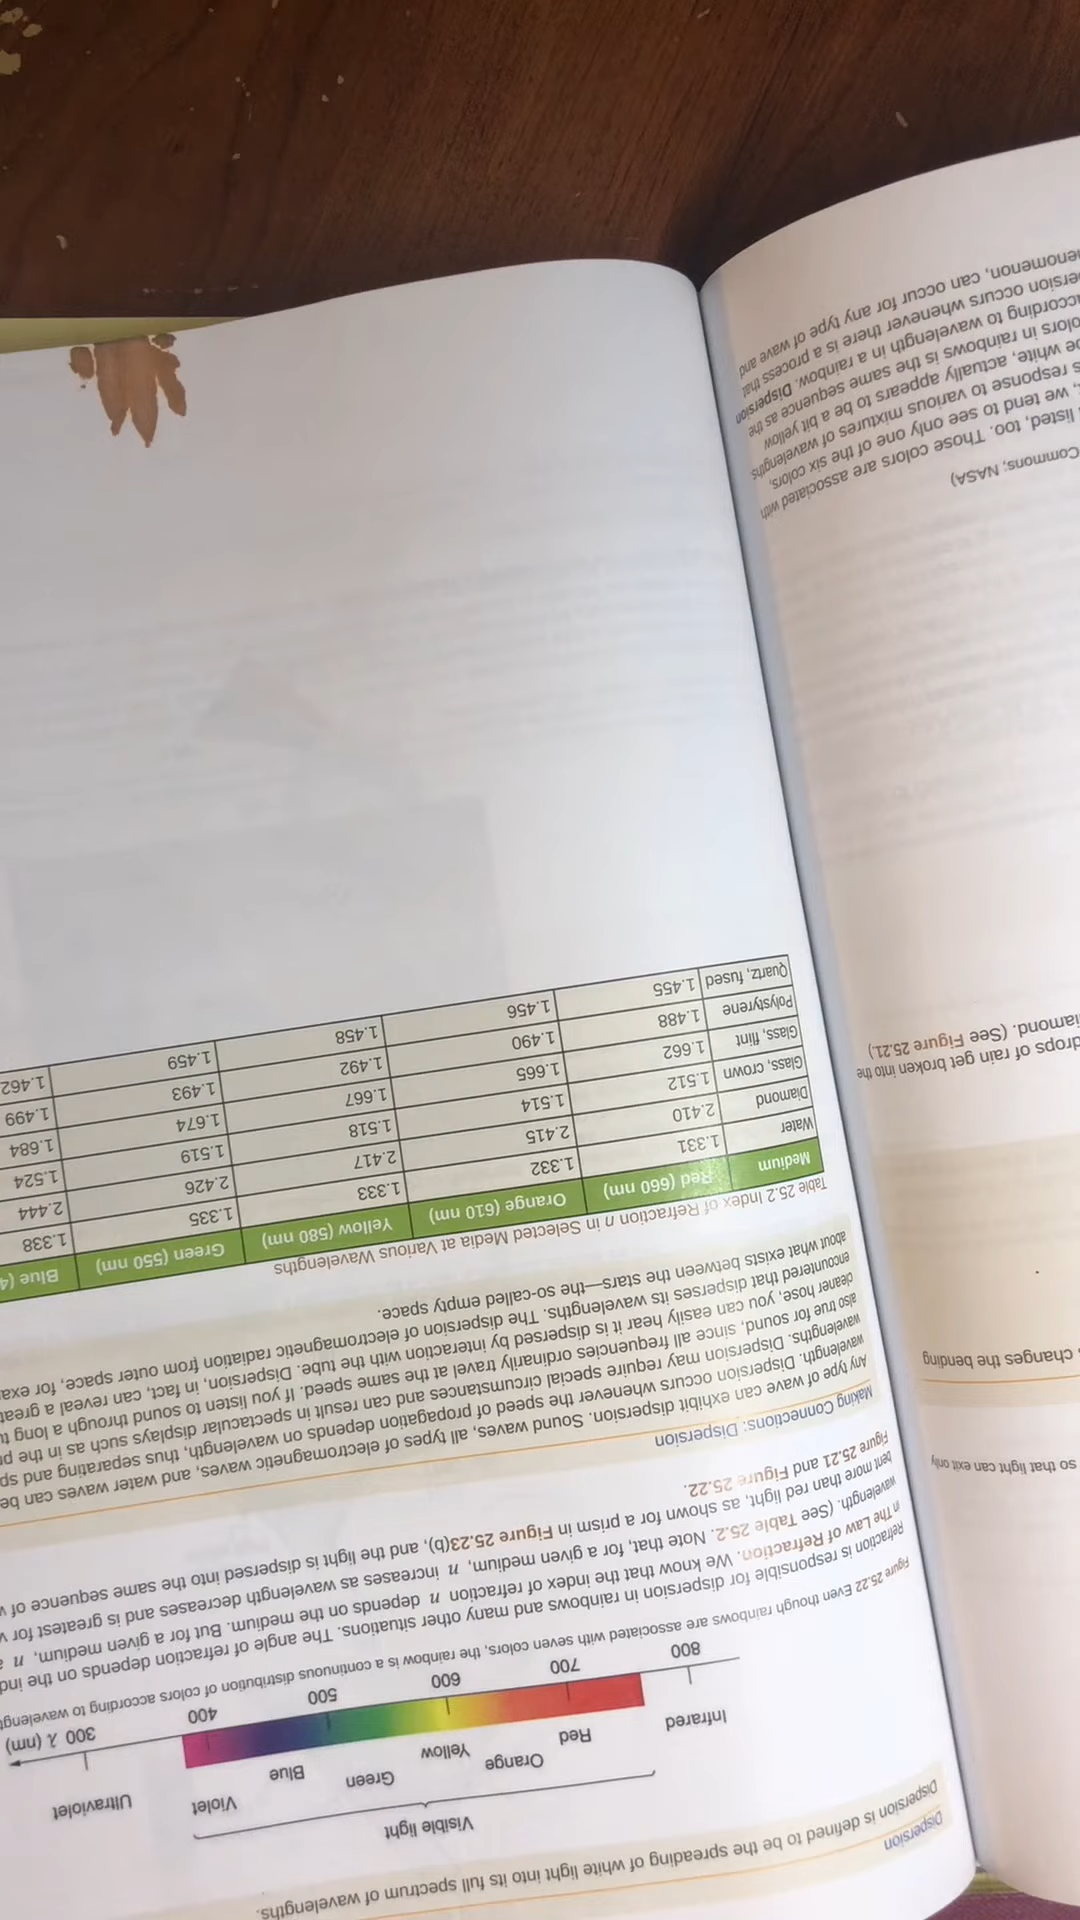 Dispersion
Dispersion is defined to be the spreading of white light into its full spectrum of wavelengths.
Visible light
Infrared Red Orange Yellow Green Blue Violet Ultraviolet
800 700 600 500 400 300 λ (nm)
Figure 25.22 Even though rainbows are associated with seven colors, the rainbow is a continuous distribution of colors according to
Refraction is responsible for dispersion in rainbows and many other situations. The angle of refraction depends on the
in The Law of Refraction. We know that the index of refraction n depends on the medium. But for a given medium, n
wavelength. (See Table 25.2. Note that, for a given medium, n increases as wavelength decreases and is greatest for
bent more than red light, as shown for a prism in Figure 25.23(b), and the light is dispersed into the same sequence of
Figure 25.21 and Figure 25.22.
Making Connections: Dispersion
Any type of wave can exhibit dispersion. Sound waves, all types of electromagnetic waves, and water waves can be
wavelength. Dispersion occurs whenever the speed of propagation depends on wavelength, thus separating and
wavelengths. Dispersion may require special circumstances and can result in spectacular displays such as in the
also true for sound, since all frequencies ordinarily travel at the same speed. If you listen to sound through a long
cleaner hose, you can easily hear it is dispersed by interaction with the tube. Dispersion, in fact, can reveal a
encountered that disperses its wavelengths. The dispersion of electromagnetic radiation from outer space, for
about what exists between the stars—the so-called empty space.
Table 25.2 Index of Refraction n in Selected Media at Various Wavelengths
Medium Red (660 nm) Orange (610 nm) Yellow (580 nm) Green (550 nm) Blue (4
Water 1.331 1.332 1.333 1.335 1.338
Diamond 2.410 2.415 2.417 2.426 2.444
Glass, crown 1.512 1.514 1.518 1.519 1.524
Glass, flint 1.662 1.665 1.667 1.674 1.684
Polystyrene 1.488 1.490 1.492 1.493 1.499
Quartz, fused 1.455 1.456 1.458 1.459 1.462
so that light can exit only
changes the bending
drops of rain get broken into the
diamond. (See Figure 25.21.)
Commons; NASA)
listed, too. Those colors are associated with
we tend to see only one of the six colors,
response to various mixtures of wavelengths
be white, actually appears to be a bit yellow
colors in rainbows is the same sequence as the
according to wavelength in a rainbow. Dispersion
occurs whenever there is a process that
can occur for any type of wave and